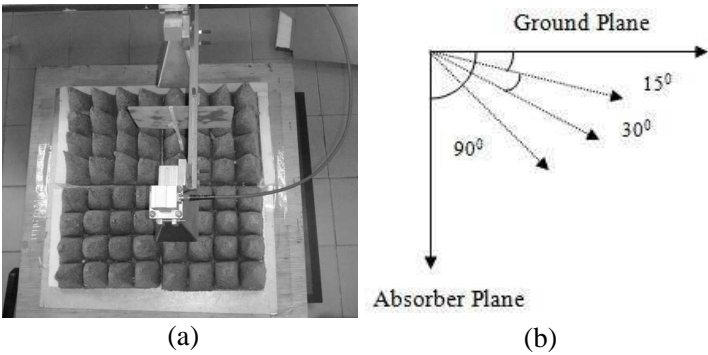 Ground Plane
15⁰
30⁰
90⁰
Absorber Plane
(a)
(b)